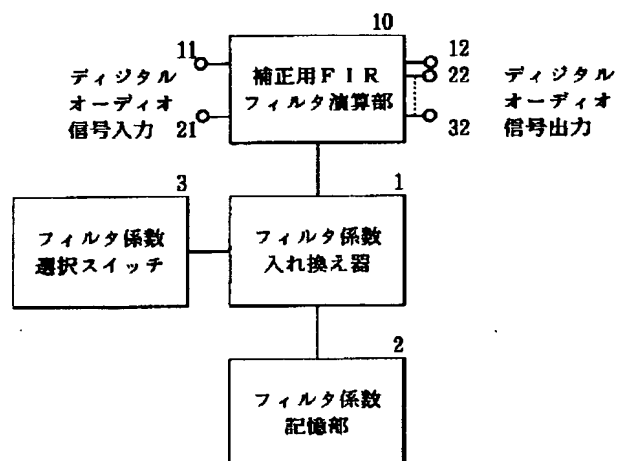 10
11
補正用FIR
フィルタ演算部
12
22
32
ディジタル
オーディオ
信号入力 21
ディジタル
オーディオ
信号出力
3
フィルタ係数
選択スイッチ
1
フィルタ係数
入れ換え器
2
フィルタ係数
記憶部